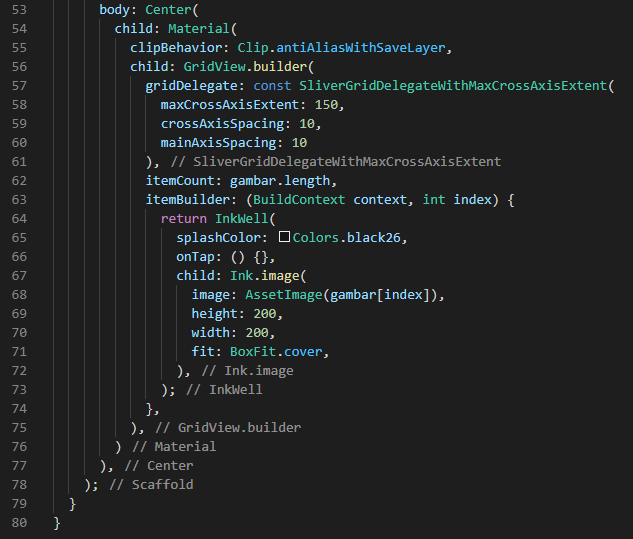 53 body: Center(
54 child: Material(
55 clipBehavior: Clip.antiAliasWithSaveLayer,
56 child: GridView.builder(
57 gridDelegate: const SliverGridDelegateWithMaxCrossAxisExtent(
58 maxCrossAxisExtent: 150,
59 crossAxisSpacing: 10,
60 mainAxisSpacing: 10
61 ), // SliverGridDelegateWithMaxCrossAxisExtent
62 itemCount: gambar.length,
63 itemBuilder: (BuildContext context, int index) {
64 return InkWell(
65 splashColor: Colors.black26,
66 onTap: () {},
67 child: Ink.image(
68 image: AssetImage(gambar[index]),
69 height: 200,
70 width: 200,
71 fit: BoxFit.cover,
72 ), // Ink.image
73 ); // InkWell
74 },
75 ), // GridView.builder
76 ) // Material
77 ), // Center
78 ); // Scaffold
79 }
80 }